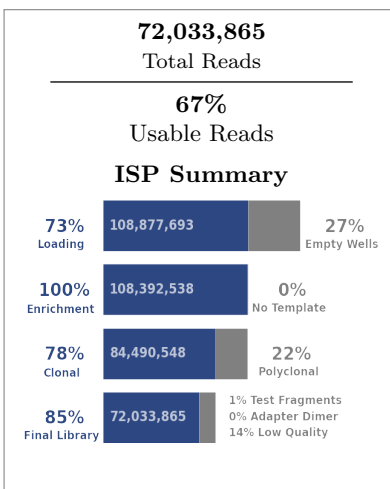 72,033,865
Total Reads
67%
Usable Reads
ISP Summary
73%
Loading
108,877,693
27%
Empty Wells
100%
Enrichment
108,392,538
0%
No Template
78%
Clonal
84,490,548
22%
Polyclonal
85%
Final Library
72,033,865
1% Test Fragments
0% Adapter Dimer
14% Low Quality